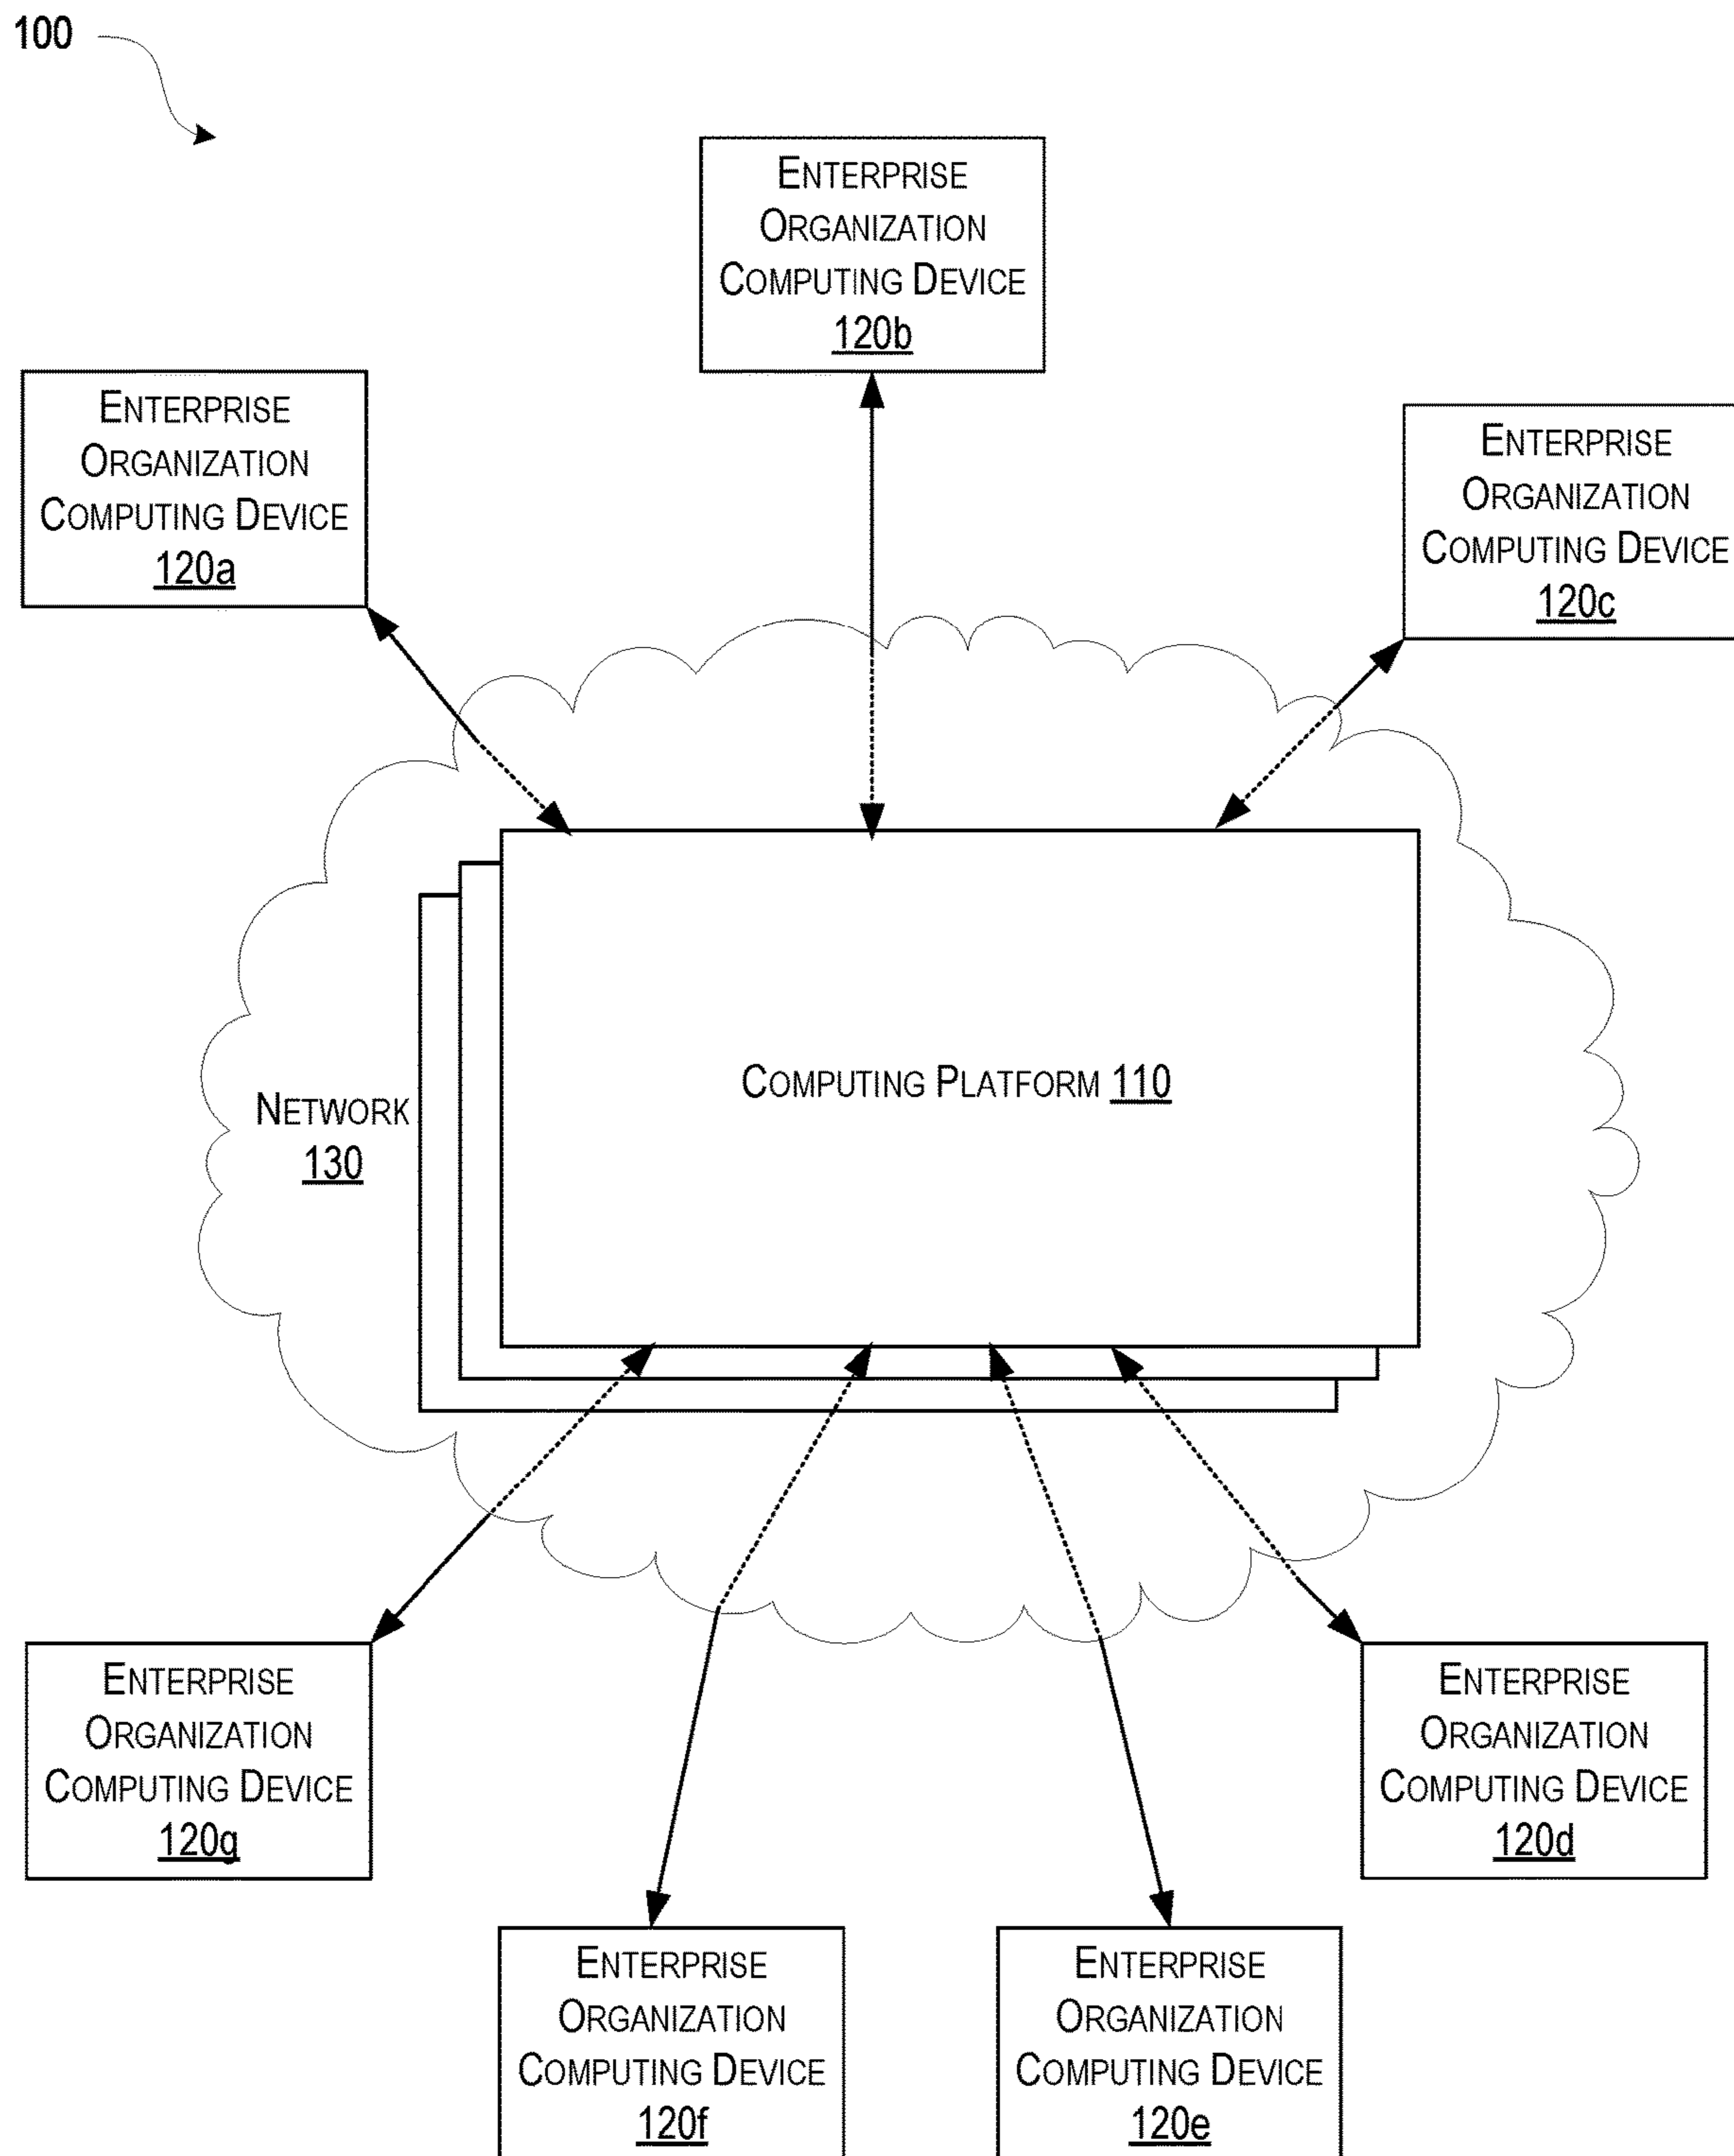 100
ENTERPRISE
ORGANIZATION
COMPUTING DEVICE
120b
ENTERPRISE
ORGANIZATION
COMPUTING DEVICE
120a
ENTERPRISE
ORGANIZATION
COMPUTING DEVICE
120c
COMPUTING PLATFORM 110
NETWORK
130
ENTERPRISE
ORGANIZATION
COMPUTING DEVICE
120g
ENTERPRISE
ORGANIZATION
COMPUTING DEVICE
120d
ENTERPRISE
ORGANIZATION
COMPUTING DEVICE
120f
ENTERPRISE
ORGANIZATION
COMPUTING DEVICE
120e